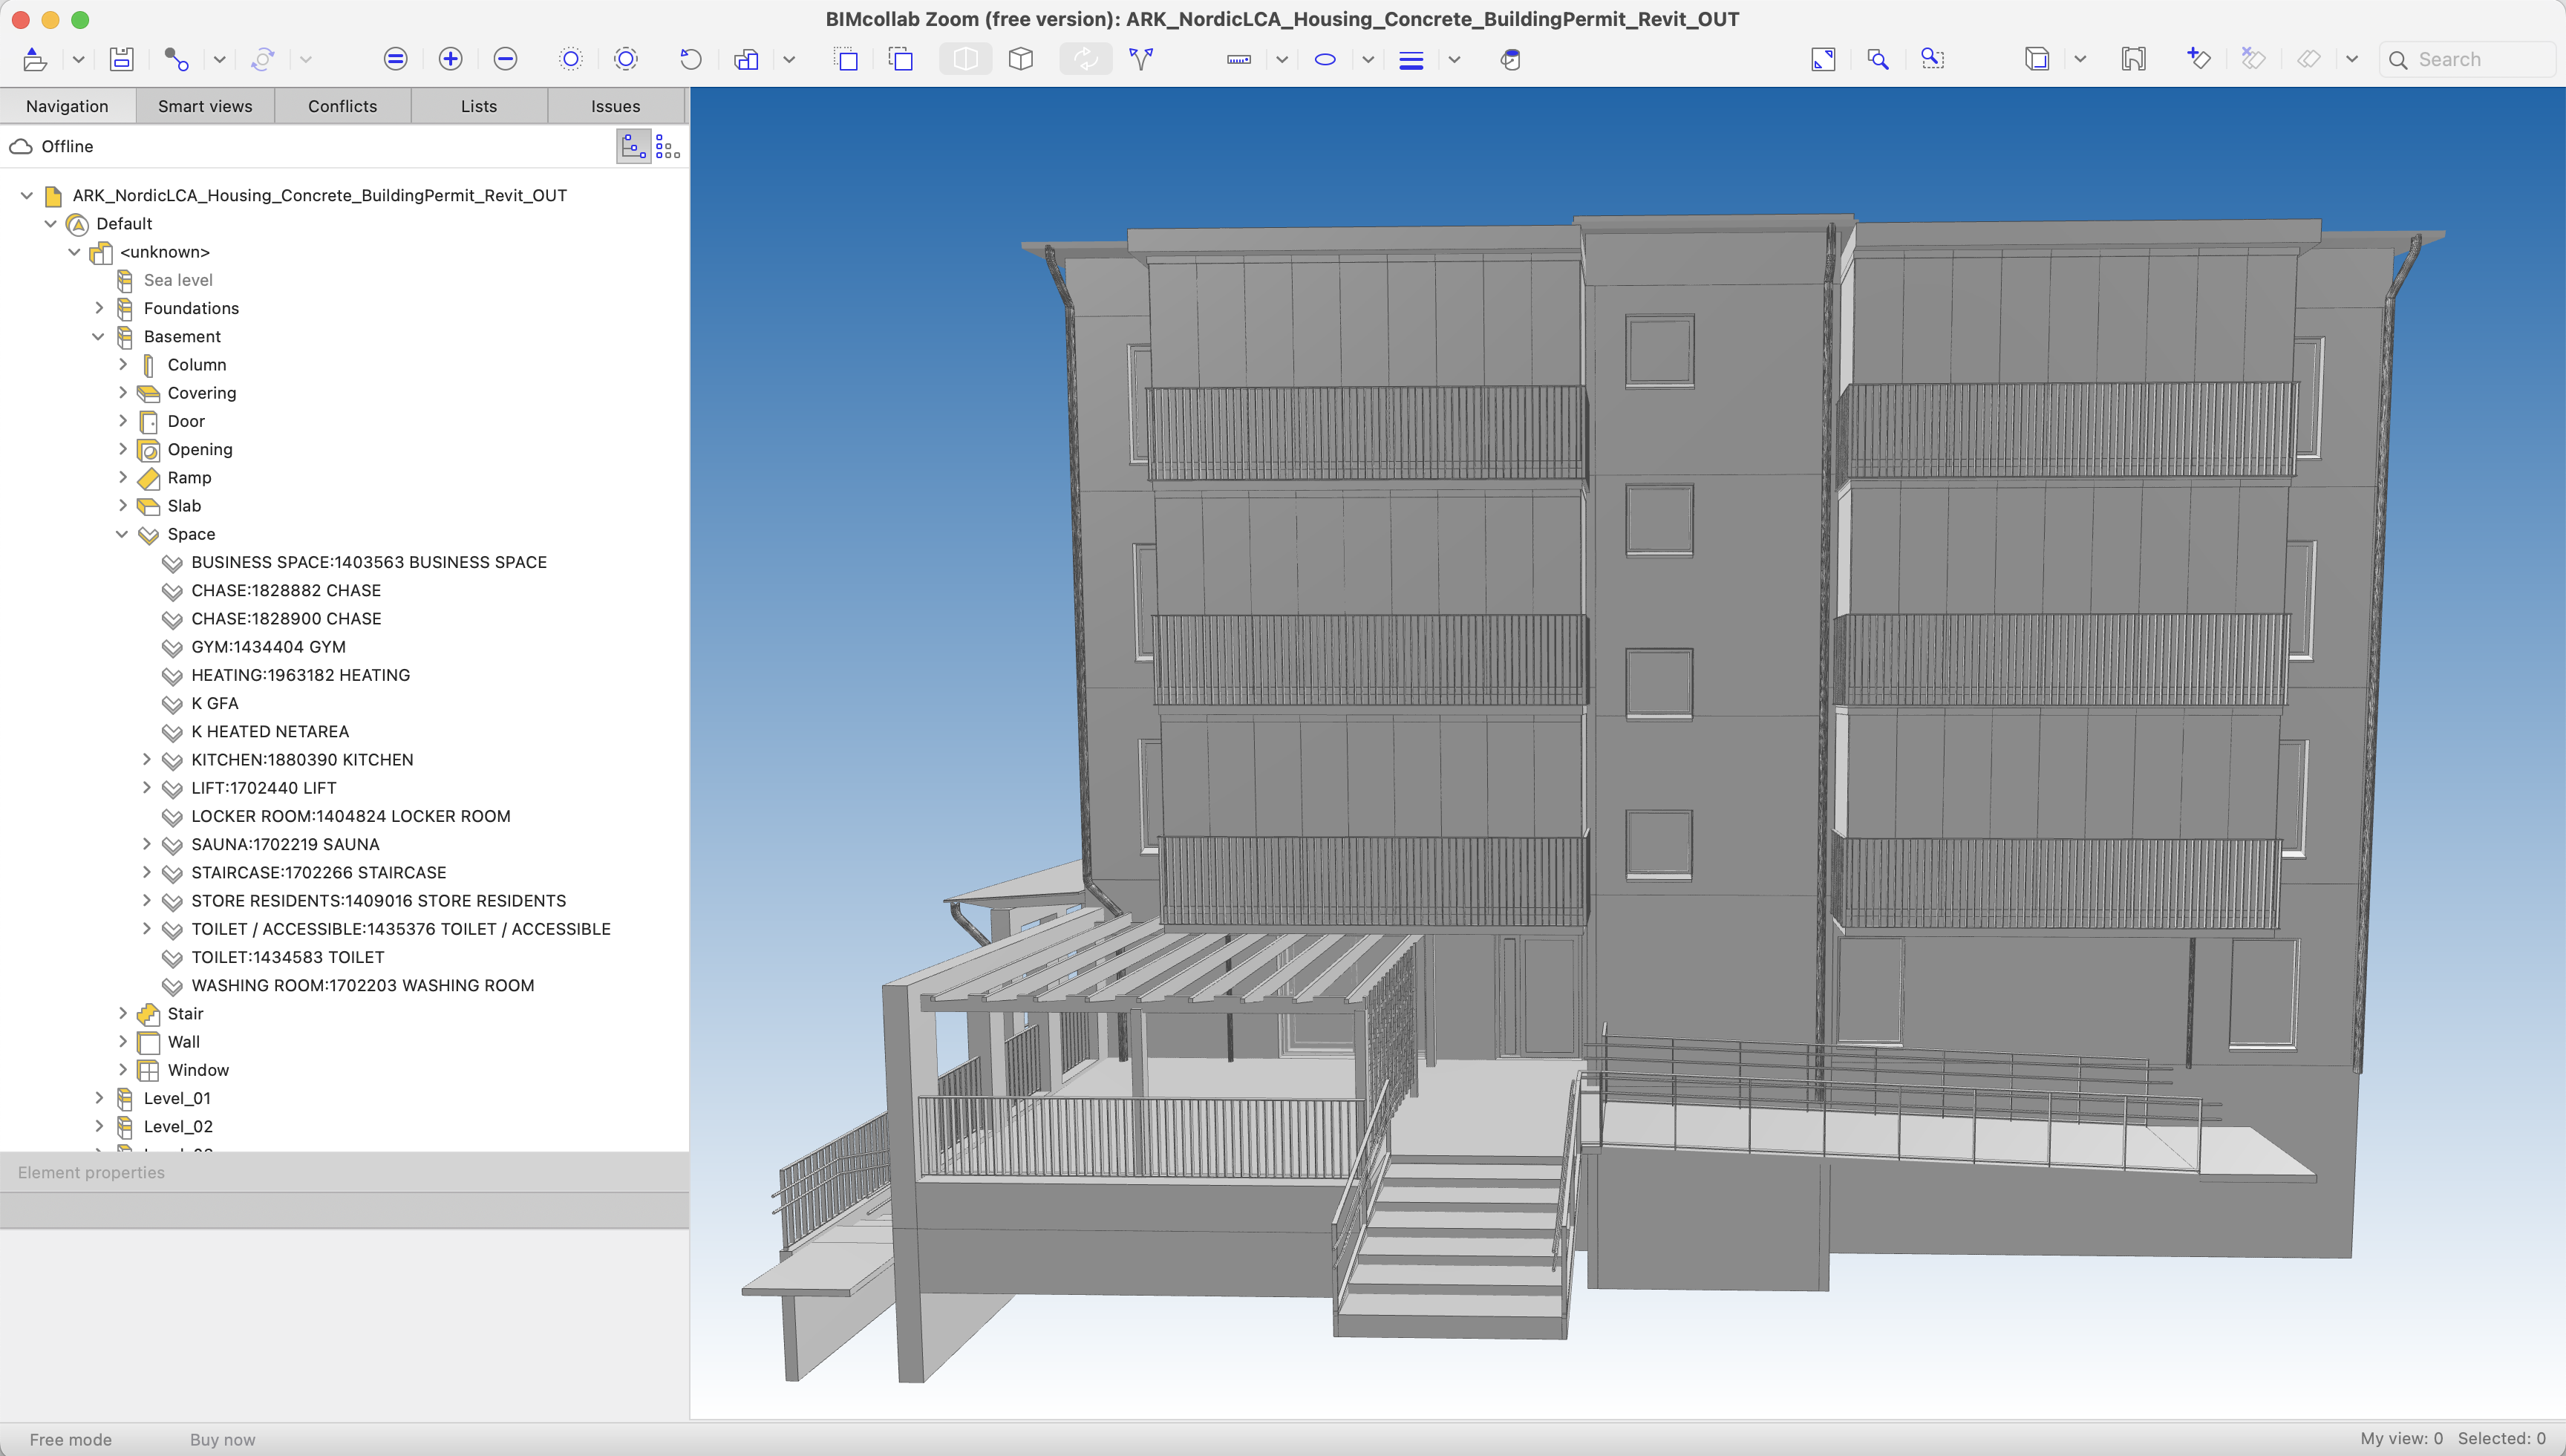 BIMcollab Zoom (free version): ARK_NordicLCA_Housing_Concrete_BuildingPermit_Revit_OUT
Search
Navigation
Smart views
Conflicts
Lists
Issues
Offline
ARK_NordicLCA_Housing_Concrete_BuildingPermit_Revit_OUT
Default
<unknown>
Sea level
Foundations
Basement
Column
Covering
Door
Opening
Ramp
Slab
Space
BUSINESS SPACE:1403563 BUSINESS SPACE
CHASE:1828882 CHASE
CHASE:1828900 CHASE
GYM:1434404 GYM
HEATING:1963182 HEATING
K GFA
K HEATED NETAREA
KITCHEN:1880390 KITCHEN
LIFT:1702440 LIFT
LOCKER ROOM:1404824 LOCKER ROOM
SAUNA:1702219 SAUNA
STAIRCASE:1702266 STAIRCASE
STORE RESIDENTS:1409016 STORE RESIDENTS
TOILET / ACCESSIBLE:1435376 TOILET / ACCESSIBLE
TOILET:1434583 TOILET
WASHING ROOM:1702203 WASHING ROOM
Stair
Wall
Window
Level_01
Level_02
Element properties
Free mode
Buy now
My view: 0
Selected: 0